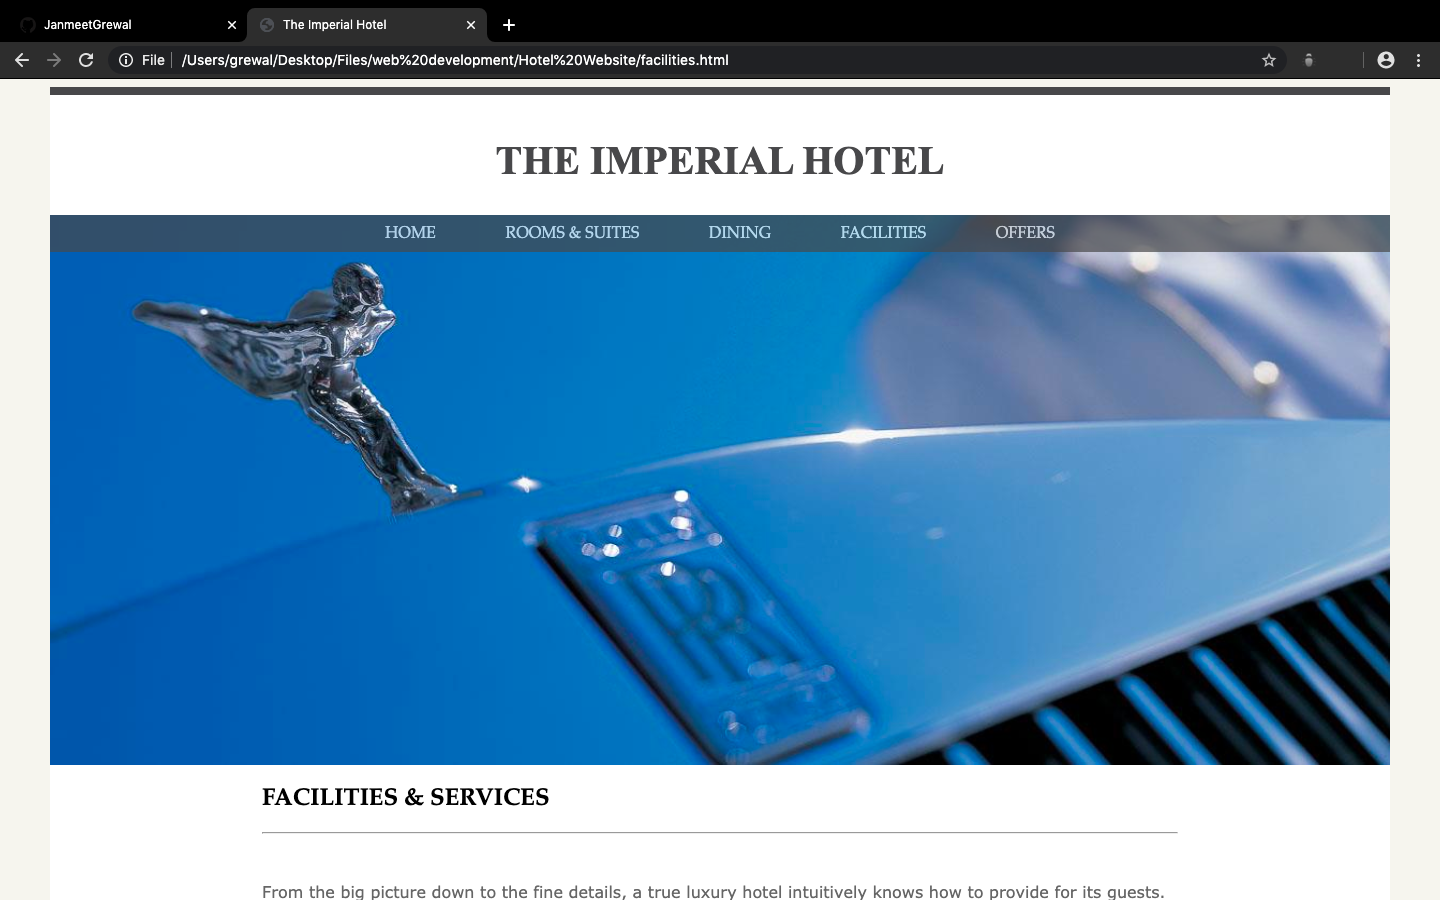 JanmeetGrewal
The Imperial Hotel
File
/Users/grewal/Desktop/Files/web%20development/Hotel%20Website/facilities.html
THE IMPERIAL HOTEL
HOME ROOMS & SUITES DINING FACILITIES OFFERS
FACILITIES & SERVICES
From the big picture down to the fine details, a true luxury hotel intuitively knows how to provide for its guests.